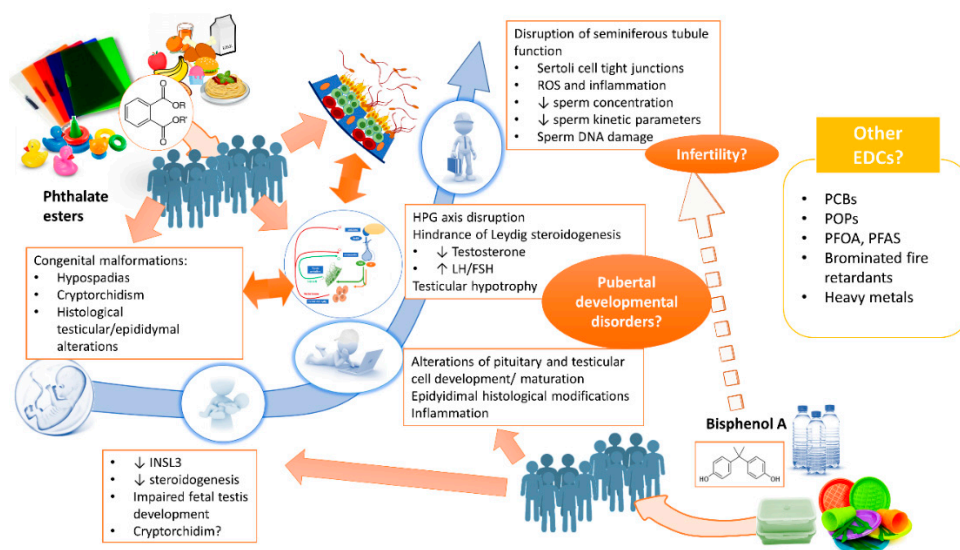 Disruption of seminiferous tubule
function
• Sertoli cell tight junctions
• ROS and inflammation
• ↓ sperm concentration
• ↓ sperm kinetic parameters
• Sperm DNA damage
O
OR
OR'
O
Phthalate
esters
Infertility?
Other
EDCs?
• PCBs
• POPs
• PFOA, PFAS
• Brominated fire
retardants
• Heavy metals
HPG axis disruption
Hindrance of Leydig steroidogenesis
• ↓ Testosterone
• ↑ LH/FSH
Testicular hypotrophy
Pubertal
developmental
disorders?
Congenital malformations:
• Hypospadias
• Cryptorchidism
• Histological
testicular/epididymal
alterations
Alterations of pituitary and testicular
cell development/ maturation
Epidyidimal histological modifications
Inflammation
Bisphenol A
HO
OH
• ↓ INSL3
• ↓ steroidogenesis
• Impaired fetal testis
development
• Cryptorchidim?